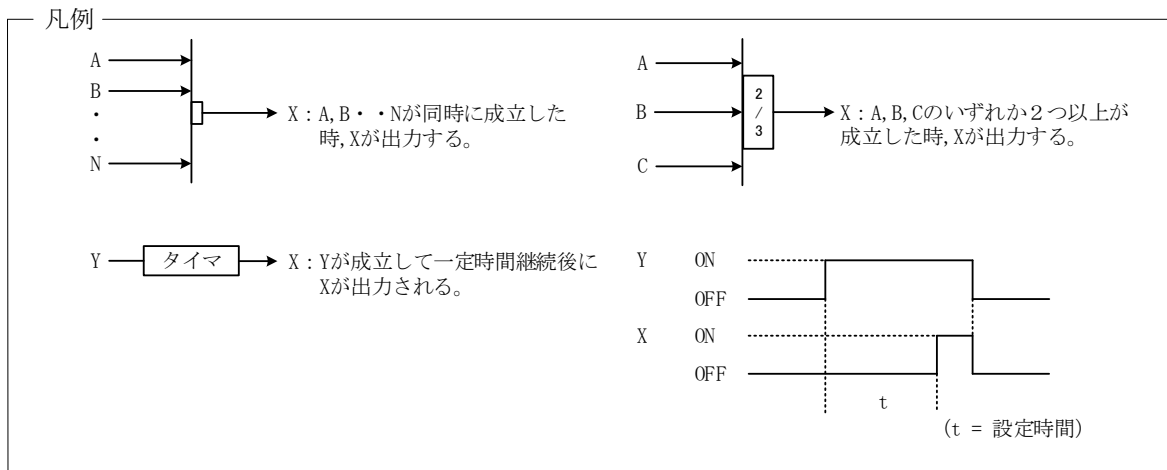 凡例
A
B
・
・
N
X：A,B・・Nが同時に成立した
時,Xが出力する。
A
B
C
2
/
3
X：A,B,Cのいずれか２つ以上が
成立した時,Xが出力する。
Y
タイマ
X：Yが成立して一定時間継続後に
Xが出力される。
Y ON
OFF
X ON
OFF
t
(t = 設定時間)